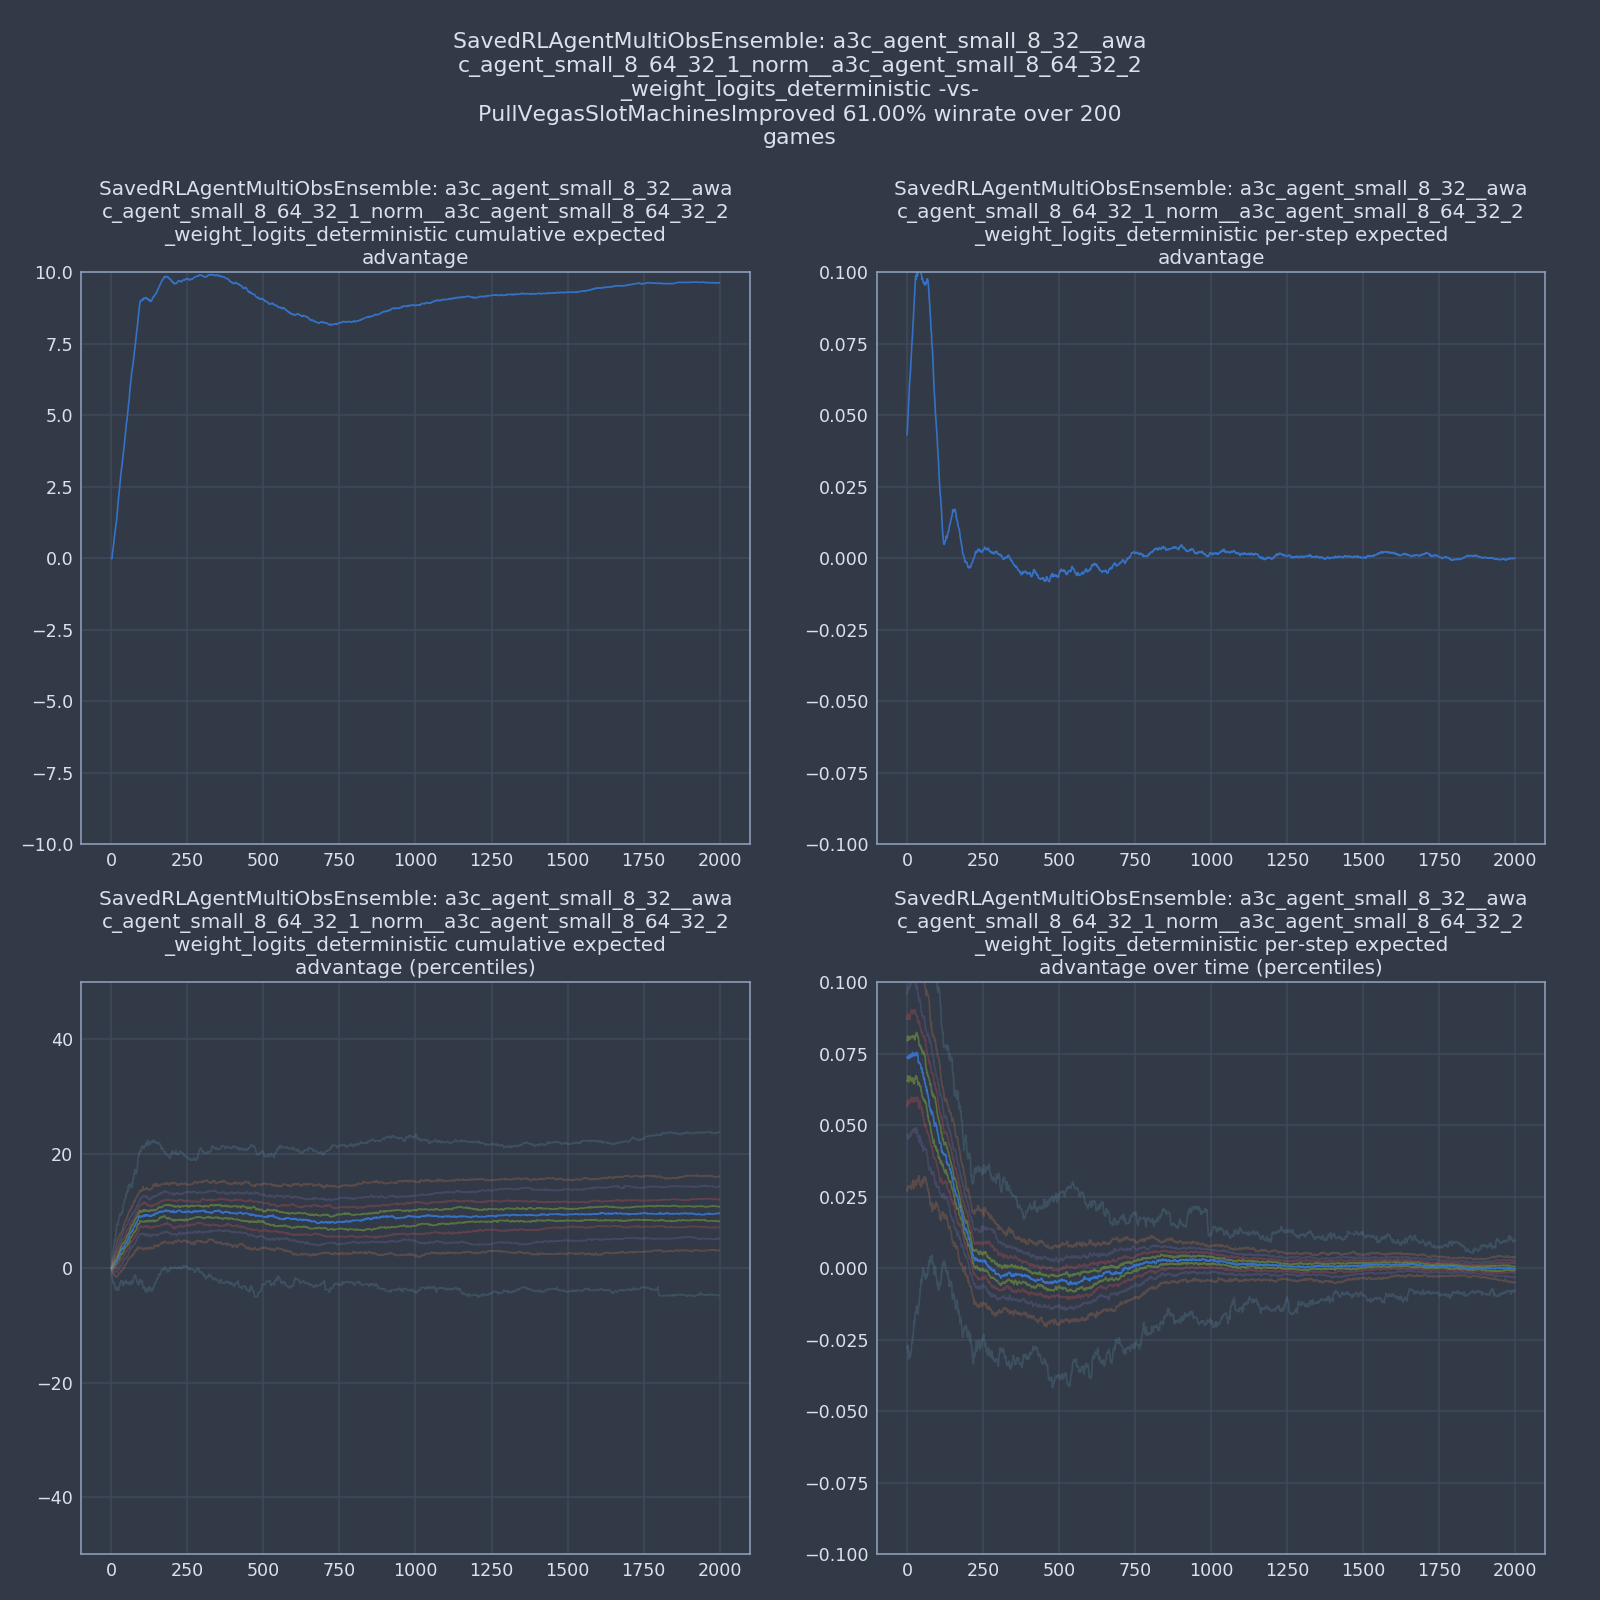 SavedRLAgentMultiObsEnsemble: a3c_agent_small_8_32__awa
c_agent_small_8_64_32_1_norm__a3c_agent_small_8_64_32_2
_weight_logits_deterministic -vs-
PullVegasSlotMachinesImproved 61.00% winrate over 200
games
SavedRLAgentMultiObsEnsemble: a3c_agent_small_8_32__awa
c_agent_small_8_64_32_1_norm__a3c_agent_small_8_64_32_2
_weight_logits_deterministic cumulative expected
advantage
10.0
7.5
5.0
2.5
0.0
−2.5
−5.0
−7.5
−10.0
0 250 500 750 1000 1250 1500 1750 2000
SavedRLAgentMultiObsEnsemble: a3c_agent_small_8_32__awa
c_agent_small_8_64_32_1_norm__a3c_agent_small_8_64_32_2
_weight_logits_deterministic per-step expected
advantage
0.100
0.075
0.050
0.025
0.000
−0.025
−0.050
−0.075
−0.100
0 250 500 750 1000 1250 1500 1750 2000
SavedRLAgentMultiObsEnsemble: a3c_agent_small_8_32__awa
c_agent_small_8_64_32_1_norm__a3c_agent_small_8_64_32_2
_weight_logits_deterministic cumulative expected
advantage (percentiles)
40
20
0
−20
−40
0 250 500 750 1000 1250 1500 1750 2000
SavedRLAgentMultiObsEnsemble: a3c_agent_small_8_32__awa
c_agent_small_8_64_32_1_norm__a3c_agent_small_8_64_32_2
_weight_logits_deterministic per-step expected
advantage over time (percentiles)
0.100
0.075
0.050
0.025
0.000
−0.025
−0.050
−0.075
−0.100
0 250 500 750 1000 1250 1500 1750 2000